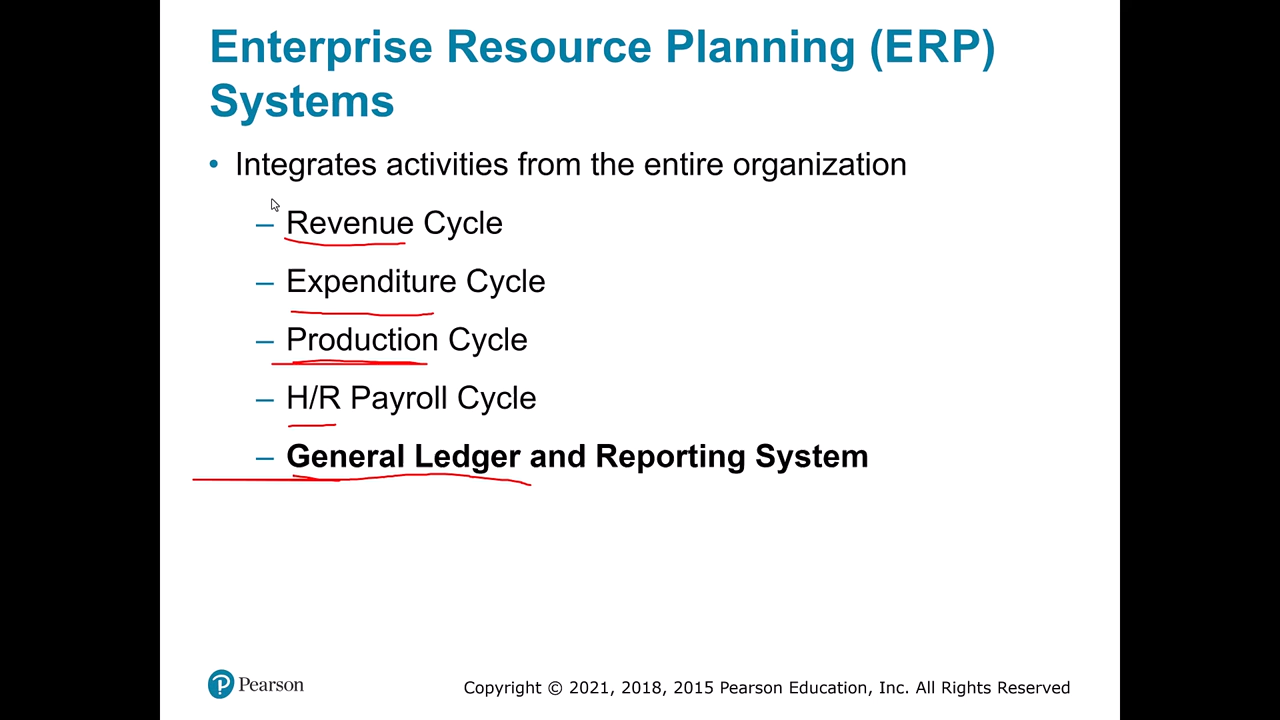 Enterprise Resource Planning (ERP)
Systems
• Integrates activities from the entire organization
– Revenue Cycle
– Expenditure Cycle
– Production Cycle
– H/R Payroll Cycle
– General Ledger and Reporting System
Pearson
Copyright © 2021, 2018, 2015 Pearson Education, Inc. All Rights Reserved